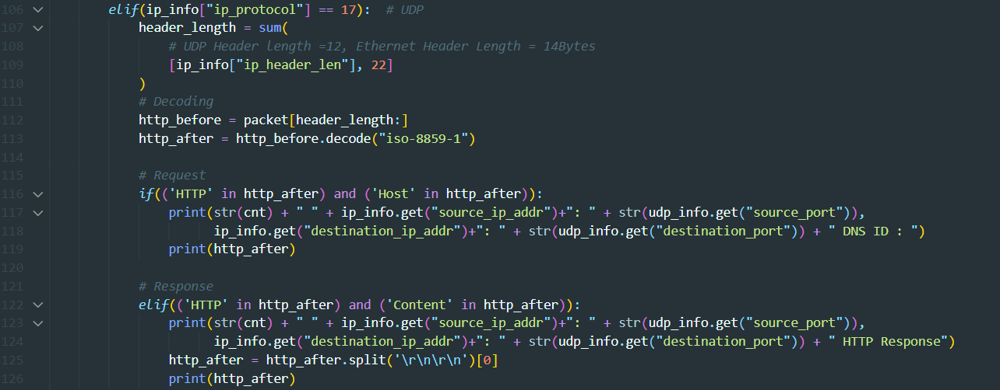 106 elif(ip_info["ip_protocol"] == 17):  # UDP
107 header_length = sum(
108 # UDP Header length =12, Ethernet Header Length = 14Bytes
109 [ip_info["ip_header_len"], 22]
110 )
111 # Decoding
112 http_before = packet[header_length:]
113 http_after = http_before.decode("iso-8859-1")
114
115 # Request
116 if(('HTTP' in http_after) and ('Host' in http_after)):
117 print(str(cnt) + " " + ip_info.get("source_ip_addr")+": " + str(udp_info.get("source_port")),
118 ip_info.get("destination_ip_addr")+": " + str(udp_info.get("destination_port")) + " DNS ID : ")
119 print(http_after)
120
121 # Response
122 elif(('HTTP' in http_after) and ('Content' in http_after)):
123 print(str(cnt) + " " + ip_info.get("source_ip_addr")+": " + str(udp_info.get("source_port")),
124 ip_info.get("destination_ip_addr")+": " + str(udp_info.get("destination_port")) + " HTTP Response")
125 http_after = http_after.split('\r\n\r\n')[0]
126 print(http_after)